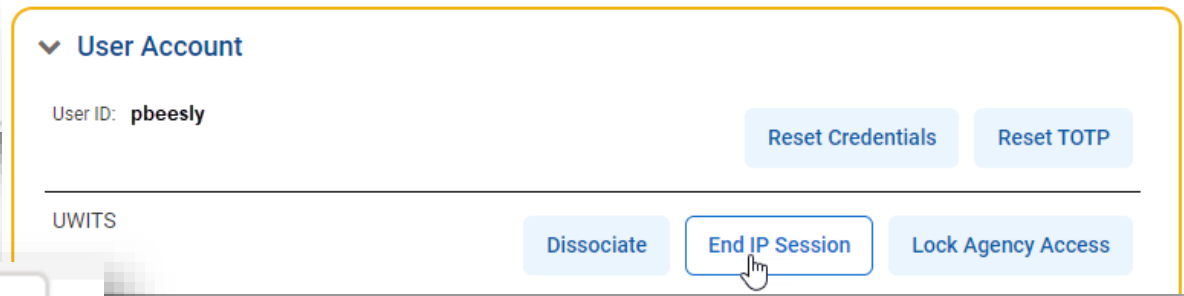 User Account
User ID: pbeesly
Reset Credentials Reset TOTP
UWITS
Dissociate End IP Session Lock Agency Access